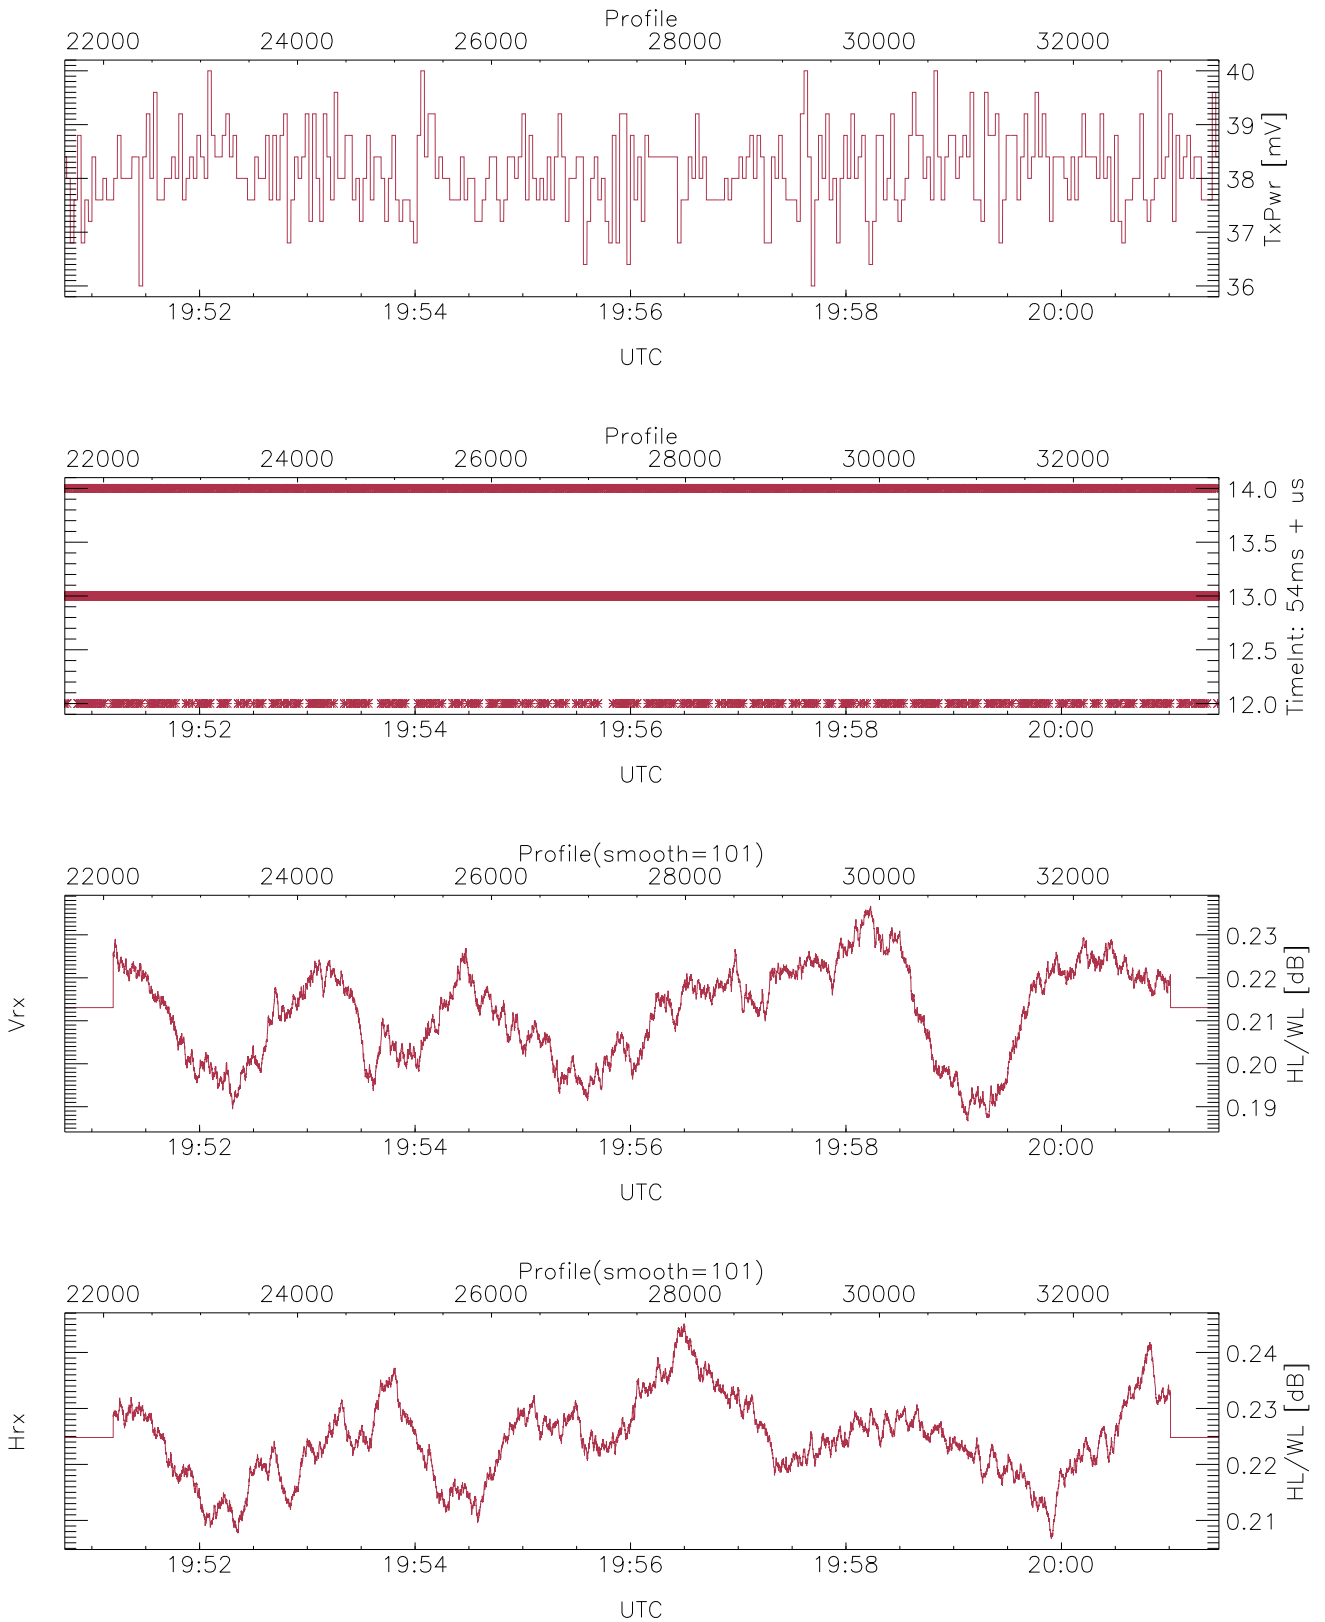 Profile
22000 24000 26000 28000 30000 32000
40
39
38
37
36
TxPwr [mV]
19:52 19:54 19:56 19:58 20:00
UTC
Profile
22000 24000 26000 28000 30000 32000
14.0
13.5
13.0
12.5
12.0
TimeInt: 54ms + us
19:52 19:54 19:56 19:58 20:00
UTC
Profile(smooth=101)
22000 24000 26000 28000 30000 32000
Vrx
0.23
0.22
0.21
0.20
0.19
HL/WL [dB]
19:52 19:54 19:56 19:58 20:00
UTC
Profile(smooth=101)
22000 24000 26000 28000 30000 32000
Hrx
0.24
0.23
0.22
0.21
HL/WL [dB]
19:52 19:54 19:56 19:58 20:00
UTC